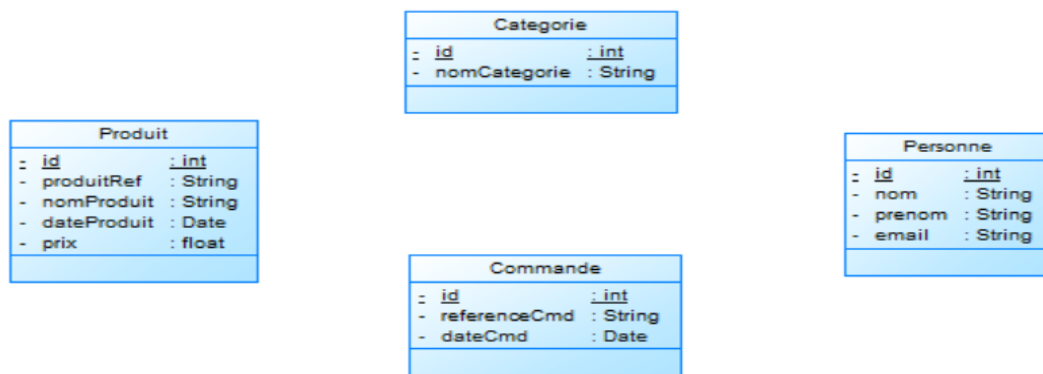 Categorie
- id : int
- nomCategorie : String
Produit
- id : int
- produitRef : String
- nomProduit : String
- dateProduit : Date
- prix : float
Personne
- id : int
- nom : String
- prenom : String
- email : String
Commande
- id : int
- referenceCmd : String
- dateCmd : Date